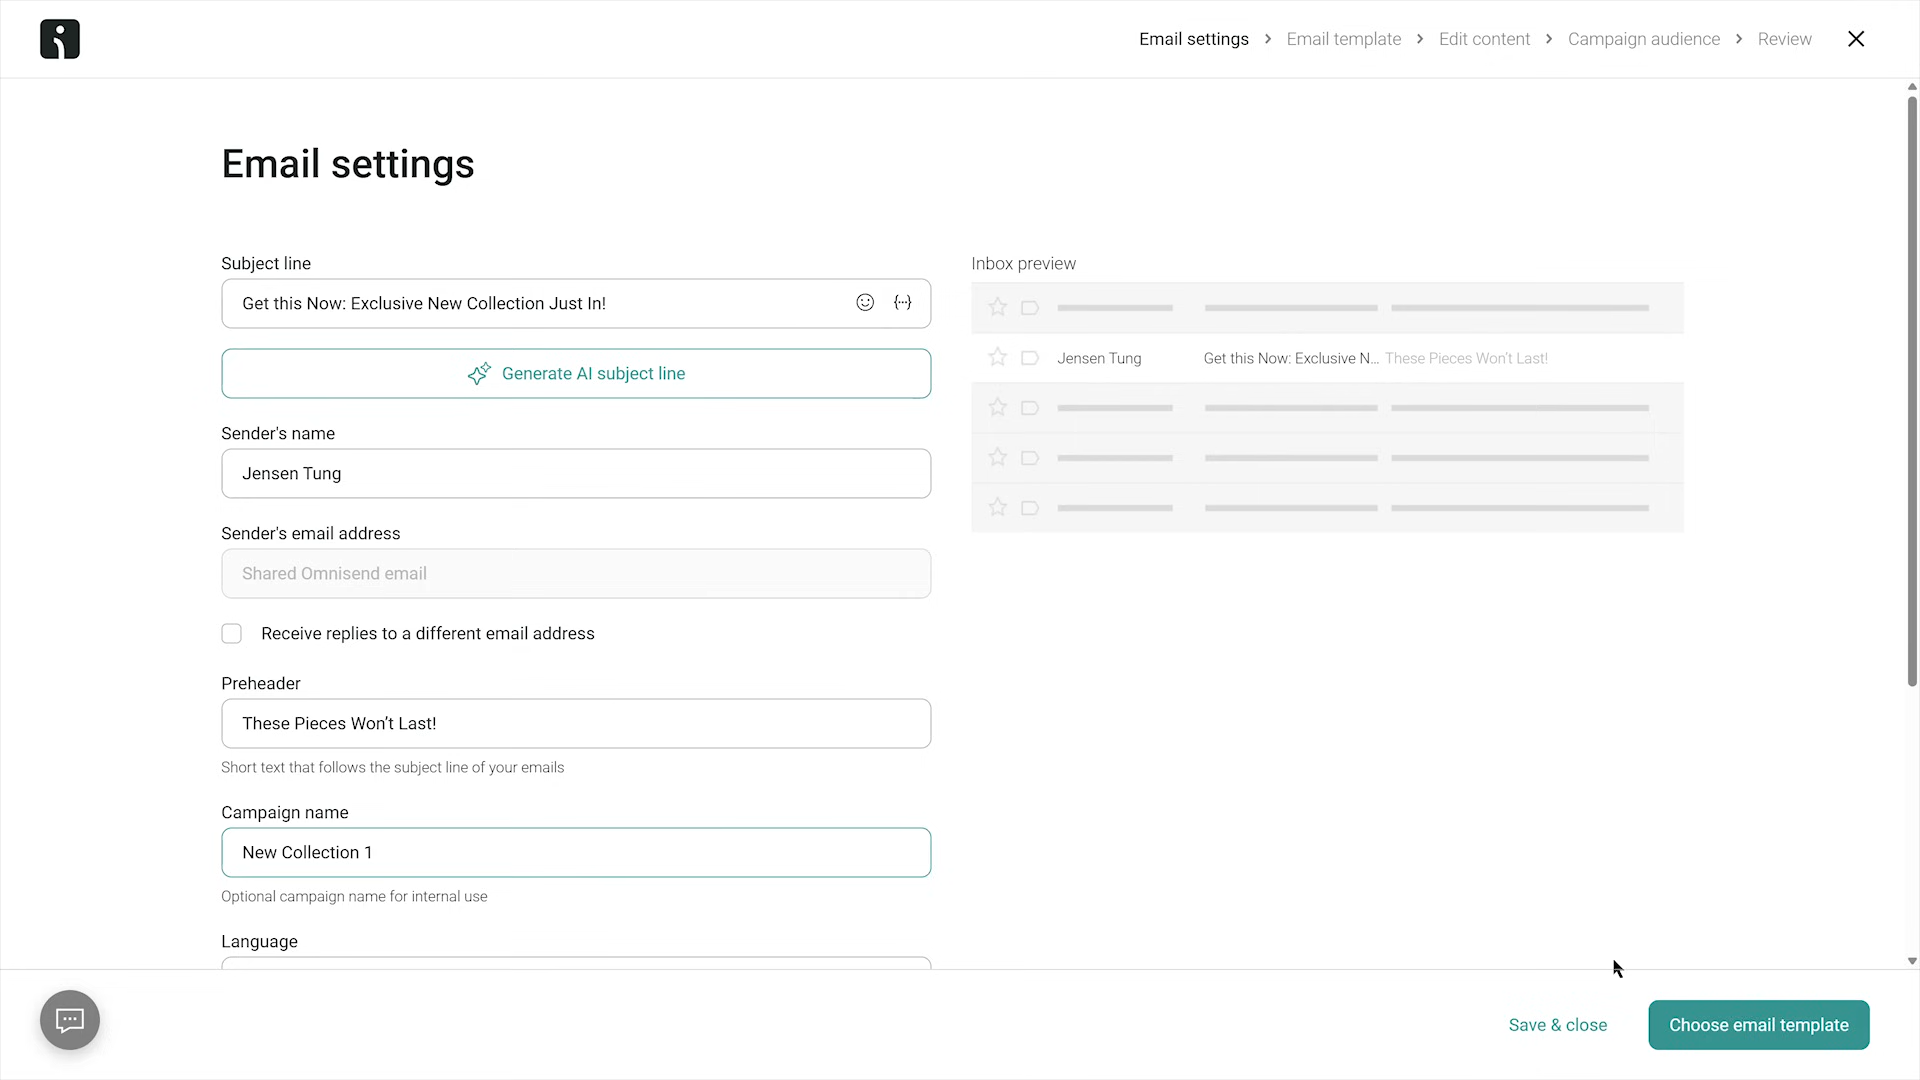 Email settings > Email template > Edit content > Campaign audience > Review
Email settings
Subject line
Get this Now: Exclusive New Collection Just In!
Generate AI subject line
Sender's name
Jensen Tung
Sender's email address
Shared Omnisend email
Receive replies to a different email address
Preheader
These Pieces Won’t Last!
Short text that follows the subject line of your emails
Campaign name
New Collection 1
Optional campaign name for internal use
Language
Inbox preview
Jensen Tung Get this Now: Exclusive N... These Pieces Won’t Last!
Save & close
Choose email template